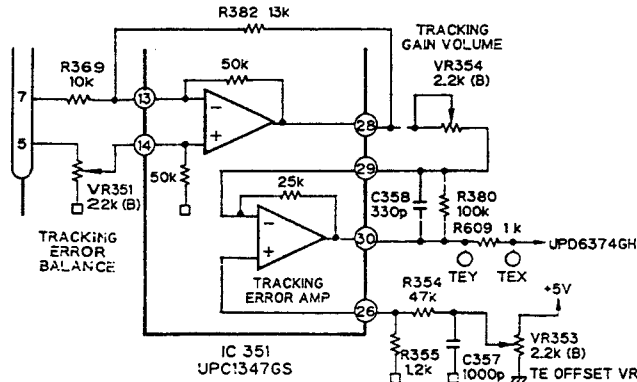 R382 13k
TRACKING
GAIN VOLUME
R369
10k
50k
VR354
2.2k (B)
7
13
28
5
14
29
50k
VR351
22k (B)
25k
C358
330p
R380
100k
R609 1k
TRACKING
ERROR
BALANCE
30
UPD6374GH
TEY
TEX
TRACKING
ERROR AMP
R354
47k
+5V
26
VR353
2.2k (B)
IC 351
UPC1347GS
R355
1.2k
C357
1000p
TE OFFSET VR